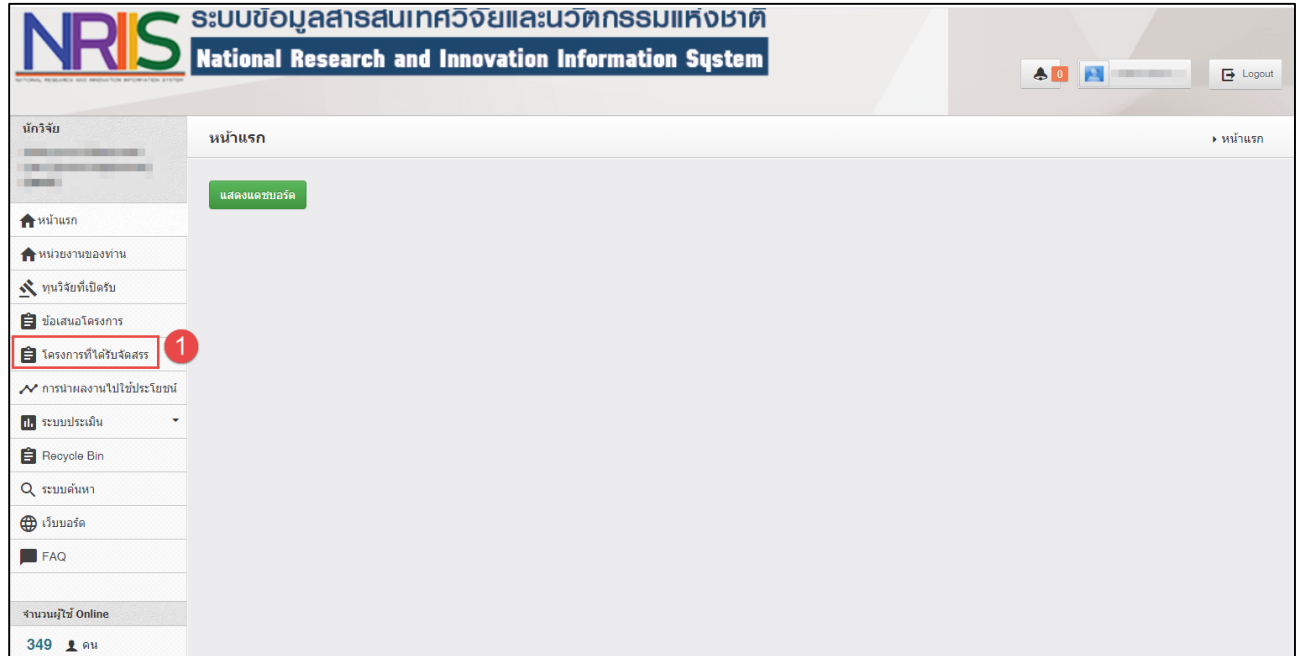 NRIS
NATIONAL RESEARCH AND INNOVATION INFORMATION SYSTEM
ระบบข้อมูลสารสนเทศวิจัยและนวัตกรรมแห่งชาติ
National Research and Innovation Information System
0
Logout
นักวิจัย
หน้าแรก
หน้าแรก
แสดงแดชบอร์ด
หน้าแรก
หน่วยงานของท่าน
ทุนวิจัยที่เปิดรับ
ข้อเสนอโครงการ
โครงการที่ได้รับจัดสรร
1
การนำผลงานไปใช้ประโยชน์
ระบบประเมิน
Recycle Bin
ระบบค้นหา
เว็บบอร์ด
FAQ
จำนวนผู้ใช้ Online
349 คน